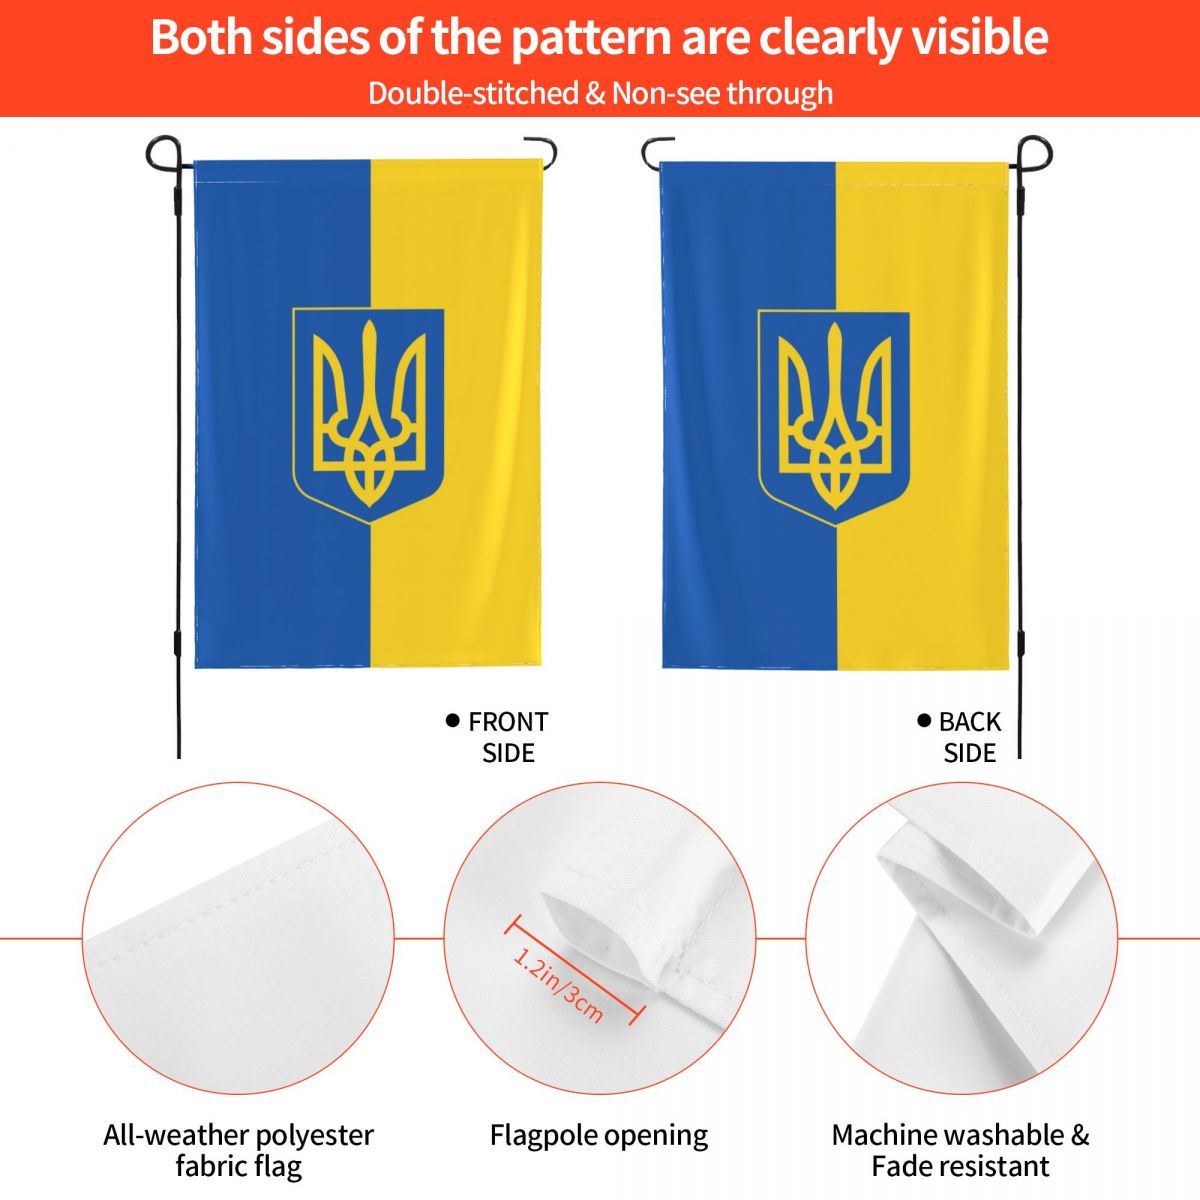 Both sides of the pattern are clearly visible
Double-stitched & Non-see through
● FRONT
SIDE
● BACK
SIDE
1.2in/3cm
All-weather polyester
fabric flag
Flagpole opening
Machine washable &
Fade resistant